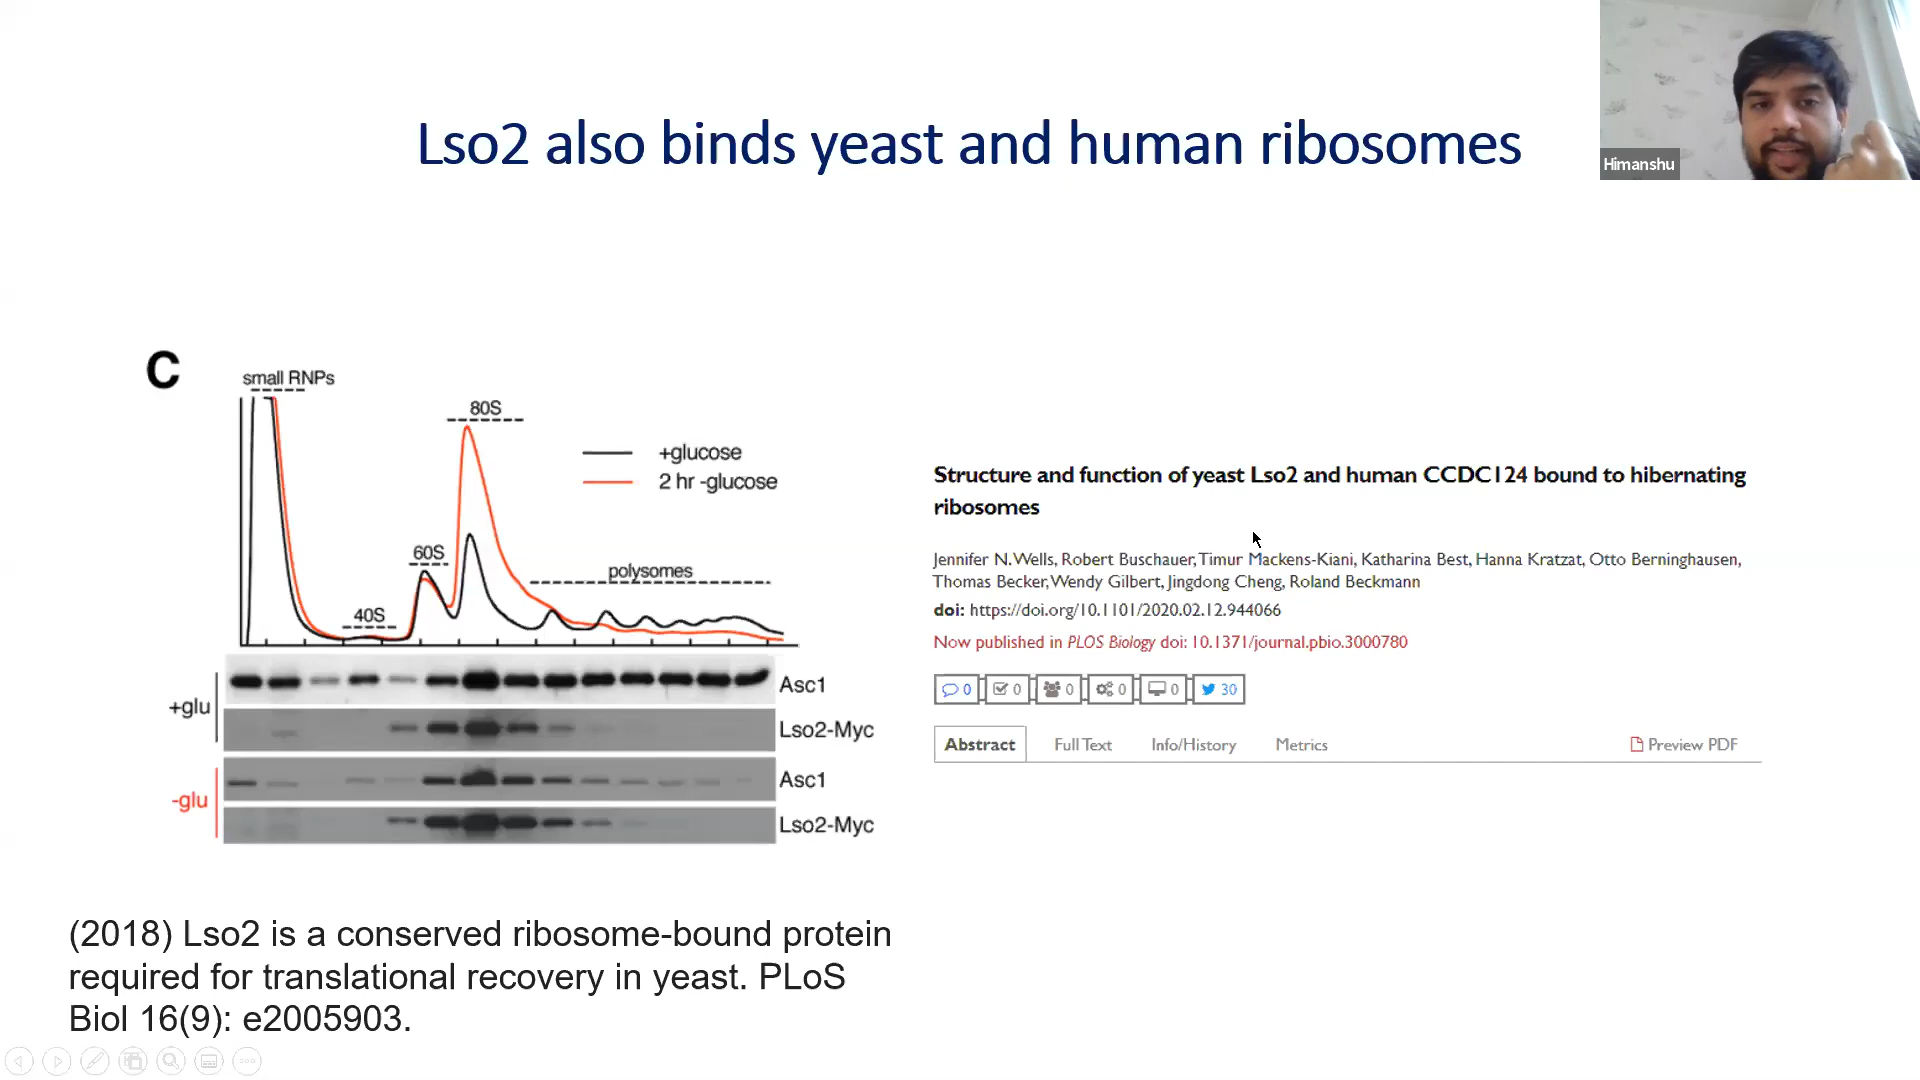 Lso2 also binds yeast and human ribosomes
Himanshu
C
small RNPs
80S
+glucose
2 hr -glucose
60S
polysomes
40S
+glu
Asc1
Lso2-Myc
-glu
Asc1
Lso2-Myc
Structure and function of yeast Lso2 and human CCDC124 bound to hibernating
ribosomes
Jennifer N. Wells, Robert Buschauer, Timur Mackens-Kiani, Katharina Best, Hanna Kratzat, Otto Berninghausen,
Thomas Becker, Wendy Gilbert, Jingdong Cheng, Roland Beckmann
doi: https://doi.org/10.1101/2020.02.12.944066
Now published in PLOS Biology doi: 10.1371/journal.pbio.3000780
0 0 0 0 0 30
Abstract Full Text Info/History Metrics Preview PDF
(2018) Lso2 is a conserved ribosome-bound protein
required for translational recovery in yeast. PLoS
Biol 16(9): e2005903.